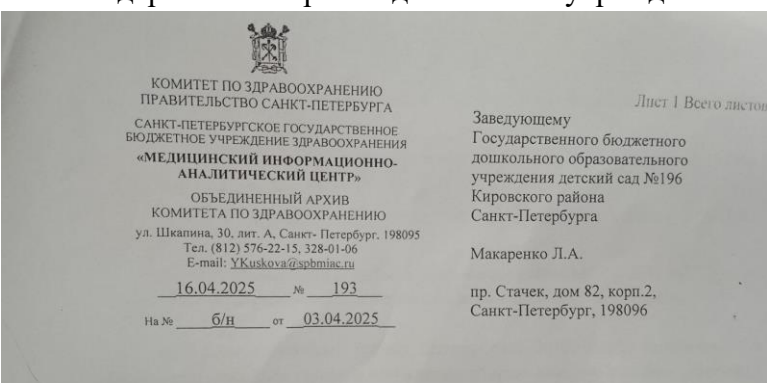 КОМИТЕТ ПО ЗДРАВООХРАНЕНИЮ
ПРАВИТЕЛЬСТВО САНКТ-ПЕТЕРБУРГА
САНКТ-ПЕТЕРБУРГСКОЕ ГОСУДАРСТВЕННОЕ
БЮДЖЕТНОЕ УЧРЕЖДЕНИЕ ЗДРАВООХРАНЕНИЯ
«МЕДИЦИНСКИЙ ИНФОРМАЦИОННО-
АНАЛИТИЧЕСКИЙ ЦЕНТР»
ОБЪЕДИНЕННЫЙ АРХИВ
КОМИТЕТА ПО ЗДРАВООХРАНЕНИЮ
ул. Шкапина, 30, лит. А, Санкт- Петербург, 198095
Тел. (812) 576-22-15, 328-01-06
E-mail: YKuskova@spbmiac.ru
16.04.2025 № 193
На № б/н от 03.04.2025
Лист 1 Всего листов
Заведующему
Государственного бюджетного
дошкольного образовательного
учреждения детский сад №196
Кировского района
Санкт-Петербурга
Макаренко Л.А.
пр. Стачек, дом 82, корп.2,
Санкт-Петербург, 198096